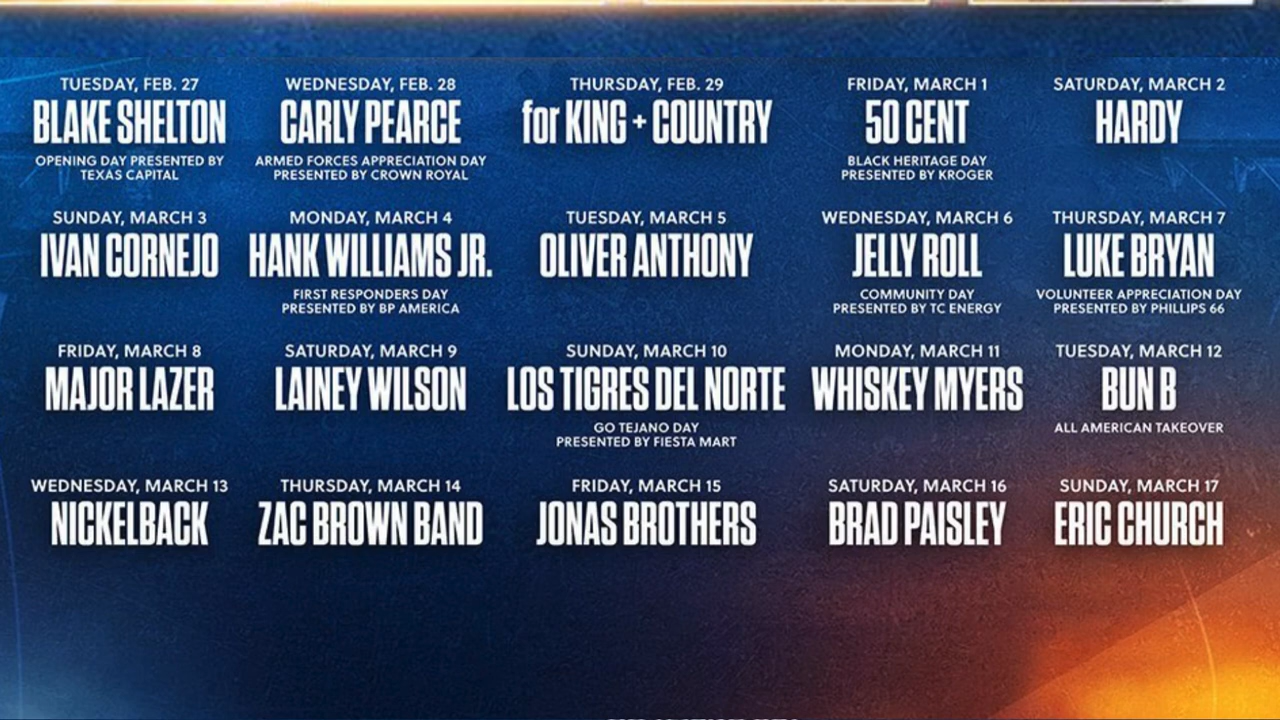 TUESDAY, FEB. 27
BLAKE SHELTON
OPENING DAY PRESENTED BY
TEXAS CAPITAL
WEDNESDAY, FEB. 28
CARLY PEARCE
ARMED FORCES APPRECIATION DAY
PRESENTED BY CROWN ROYAL
THURSDAY, FEB. 29
for KING + COUNTRY
FRIDAY, MARCH 1
50 CENT
BLACK HERITAGE DAY
PRESENTED BY KROGER
SATURDAY, MARCH 2
HARDY
SUNDAY, MARCH 3
IVAN CORNEJO
MONDAY, MARCH 4
HANK WILLIAMS JR.
FIRST RESPONDERS DAY
PRESENTED BY BP AMERICA
TUESDAY, MARCH 5
OLIVER ANTHONY
WEDNESDAY, MARCH 6
JELLY ROLL
COMMUNITY DAY
PRESENTED BY TC ENERGY
THURSDAY, MARCH 7
LUKE BRYAN
VOLUNTEER APPRECIATION DAY
PRESENTED BY PHILLIPS 66
FRIDAY, MARCH 8
MAJOR LAZER
SATURDAY, MARCH 9
LAINEY WILSON
SUNDAY, MARCH 10
LOS TIGRES DEL NORTE
GO TEJANO DAY
PRESENTED BY FIESTA MART
MONDAY, MARCH 11
WHISKEY MYERS
TUESDAY, MARCH 12
BUN B
ALL AMERICAN TAKEOVER
WEDNESDAY, MARCH 13
NICKELBACK
THURSDAY, MARCH 14
ZAC BROWN BAND
FRIDAY, MARCH 15
JONAS BROTHERS
SATURDAY, MARCH 16
BRAD PAISLEY
SUNDAY, MARCH 17
ERIC CHURCH